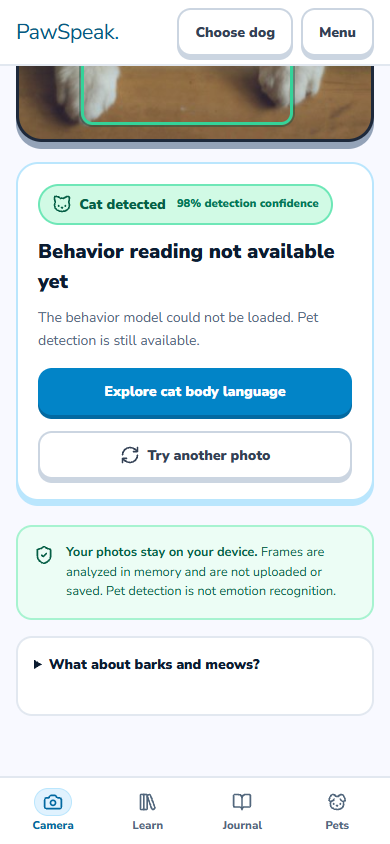 PawSpeak.
Choose dog
Menu
Cat detected 98% detection confidence
Behavior reading not available
yet
The behavior model could not be loaded. Pet
detection is still available.
Explore cat body language
Try another photo
Your photos stay on your device. Frames are
analyzed in memory and are not uploaded or
saved. Pet detection is not emotion recognition.
What about barks and meows?
Camera
Learn
Journal
Pets